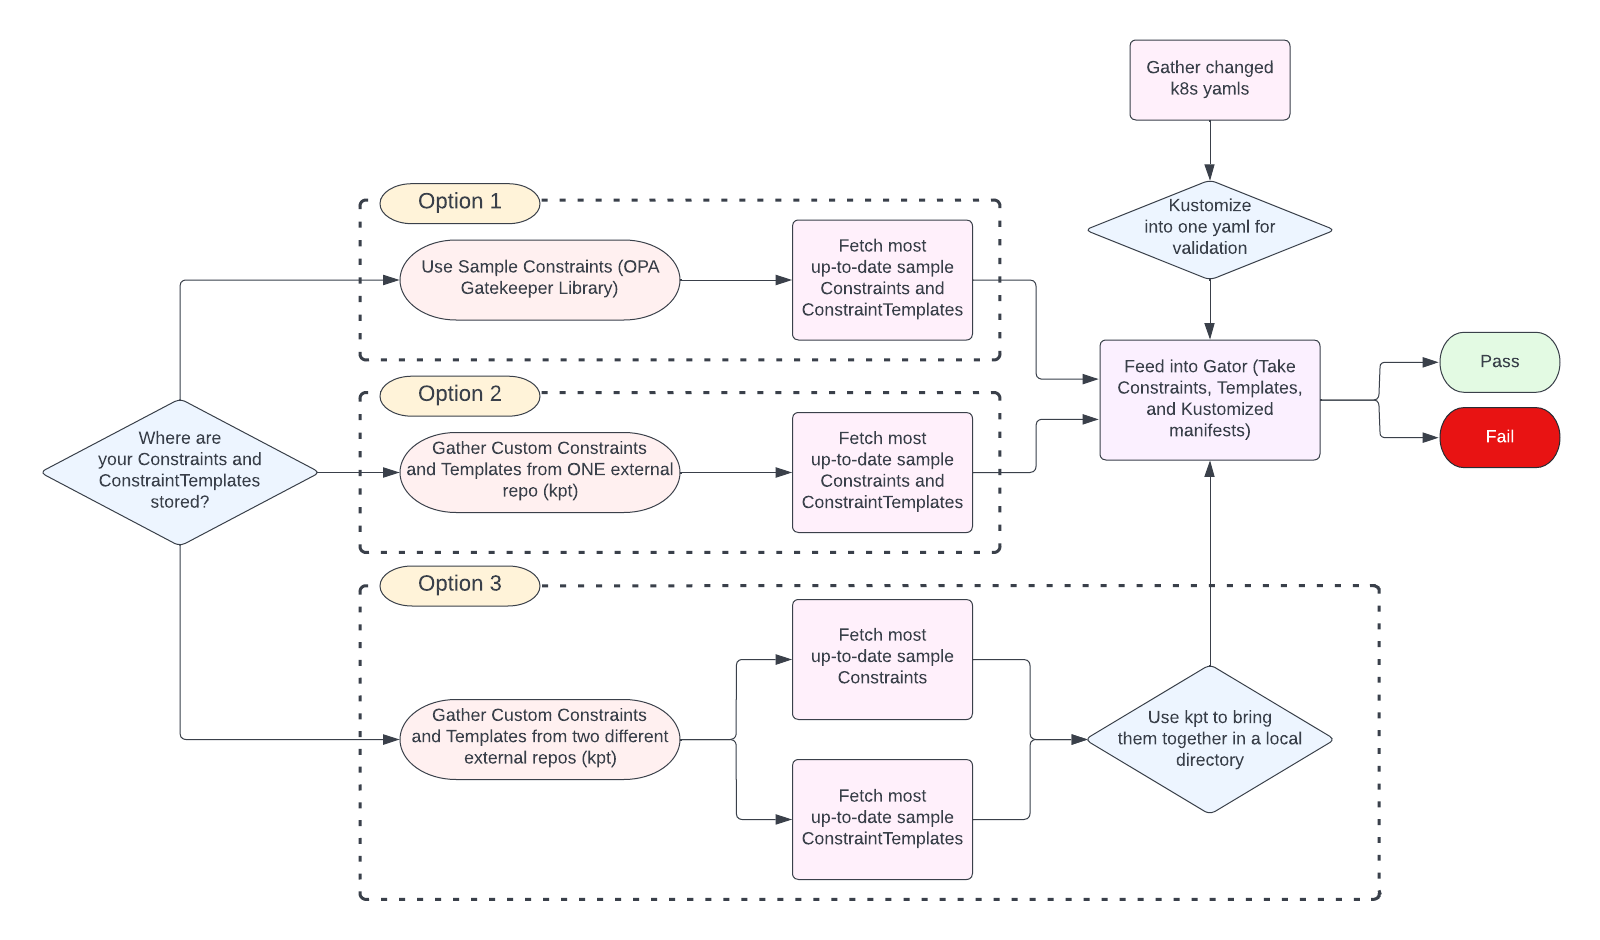 Gather changed
k8s yamls
Kustomize
into one yaml for
validation
Option 1
Use Sample Constraints (OPA
Gatekeeper Library)
Fetch most
up-to-date sample
Constraints and
ConstraintTemplates
Feed into Gator (Take
Constraints, Templates,
and Kustomized
manifests)
Pass
Fail
Option 2
Where are
your Constraints and
ConstraintTemplates
stored?
Gather Custom Constraints
and Templates from ONE external
repo (kpt)
Fetch most
up-to-date sample
Constraints and
ConstraintTemplates
Option 3
Gather Custom Constraints
and Templates from two different
external repos (kpt)
Fetch most
up-to-date sample
Constraints
Fetch most
up-to-date sample
ConstraintTemplates
Use kpt to bring
them together in a local
directory